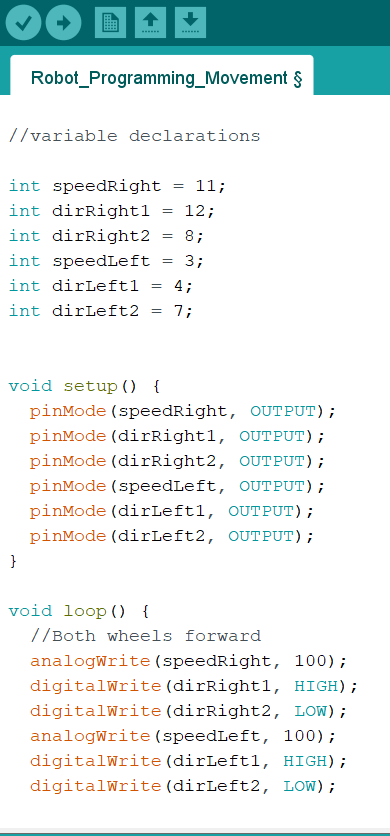 Robot_Programming_Movement §
//variable declarations
int speedRight = 11;
int dirRight1 = 12;
int dirRight2 = 8;
int speedLeft = 3;
int dirLeft1 = 4;
int dirLeft2 = 7;
void setup() {
pinMode(speedRight, OUTPUT);
pinMode(dirRight1, OUTPUT);
pinMode(dirRight2, OUTPUT);
pinMode(speedLeft, OUTPUT);
pinMode(dirLeft1, OUTPUT);
pinMode(dirLeft2, OUTPUT);
}
void loop() {
//Both wheels forward
analogWrite(speedRight, 100);
digitalWrite(dirRight1, HIGH);
digitalWrite(dirRight2, LOW);
analogWrite(speedLeft, 100);
digitalWrite(dirLeft1, HIGH);
digitalWrite(dirLeft2, LOW);